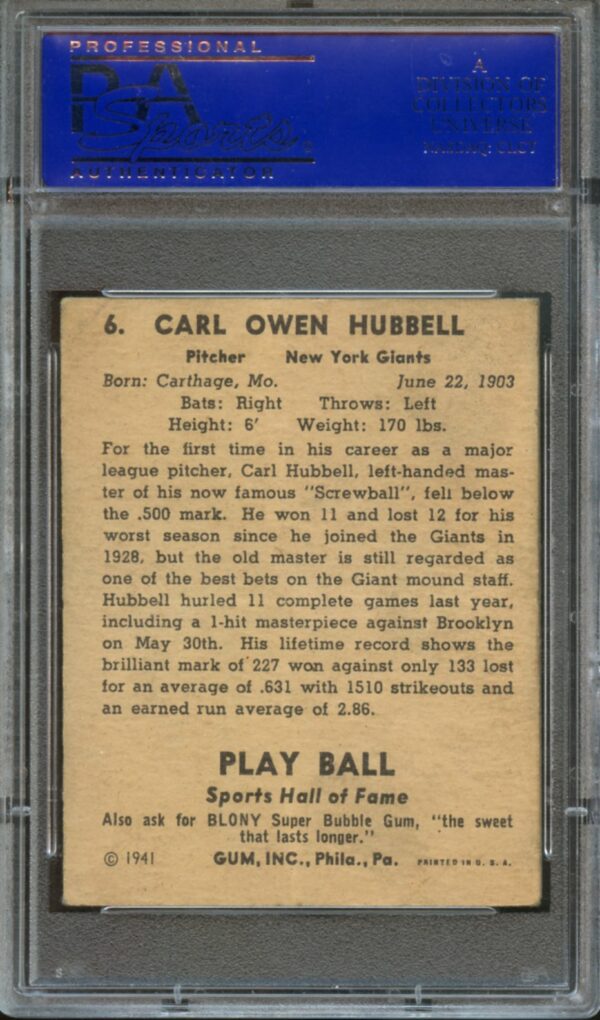 PROFESSIONAL
PSA
Sports
AUTHENTICATOR
A
DIVISION OF
COLLECTORS
UNIVERSE
NASDAQ: CLCT
6. CARL OWEN HUBBELL
Pitcher New York Giants
Born: Carthage, Mo. June 22, 1903
Bats: Right Throws: Left
Height: 6' Weight: 170 lbs.
For the first time in his career as a major
league pitcher, Carl Hubbell, left-handed mas-
ter of his now famous "Screwball", fell below
the .500 mark. He won 11 and lost 12 for his
worst season since he joined the Giants in
1928, but the old master is still regarded as
one of the best bets on the Giant mound staff.
Hubbell hurled 11 complete games last year,
including a 1-hit masterpiece against Brooklyn
on May 30th. His lifetime record shows the
brilliant mark of 227 won against only 133 lost
for an average of .631 with 1510 strikeouts and
an earned run average of 2.86.
PLAY BALL
Sports Hall of Fame
Also ask for BLONY Super Bubble Gum, "the sweet
that lasts longer."
© 1941 GUM, INC., Phila., Pa. PRINTED IN U. S. A.